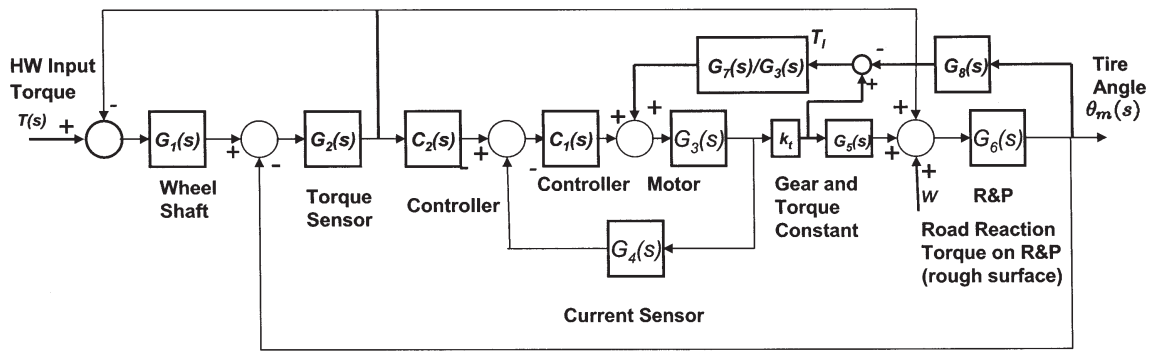 HW Input
Torque
T(s)
+
-
G1(s)
Wheel
Shaft
+
-
G2(s)
Torque
Sensor
C2(s)
Controller
+
-
-
C1(s)
Controller
+
+
G3(s)
Motor
G4(s)
Current Sensor
G7(s)/G3(s)
Tl
-
+
G8(s)
kt
Gear and
Torque
Constant
G5(s)
+
+
+
W
Road Reaction
Torque on R&P
(rough surface)
G6(s)
R&P
Tire
Angle
θm(s)